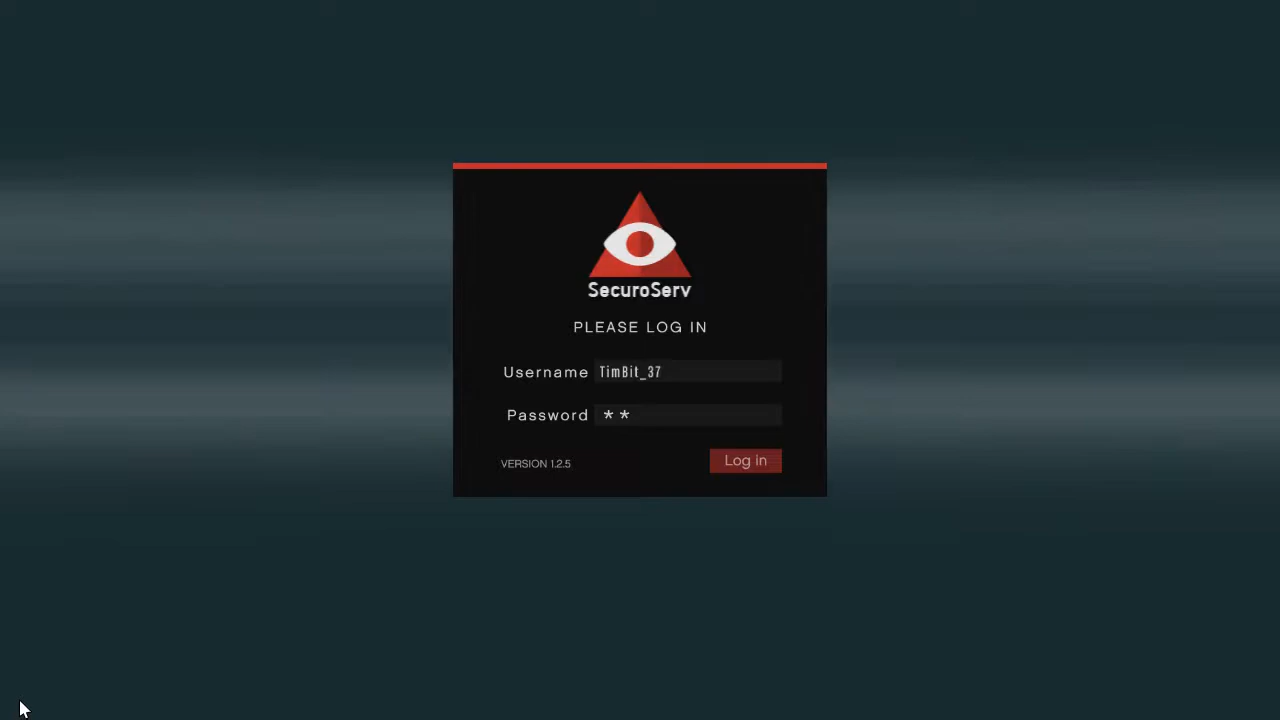 SecuroServ
PLEASE LOG IN
Username TimBit_37
Password **
VERSION 1.2.5 Log in